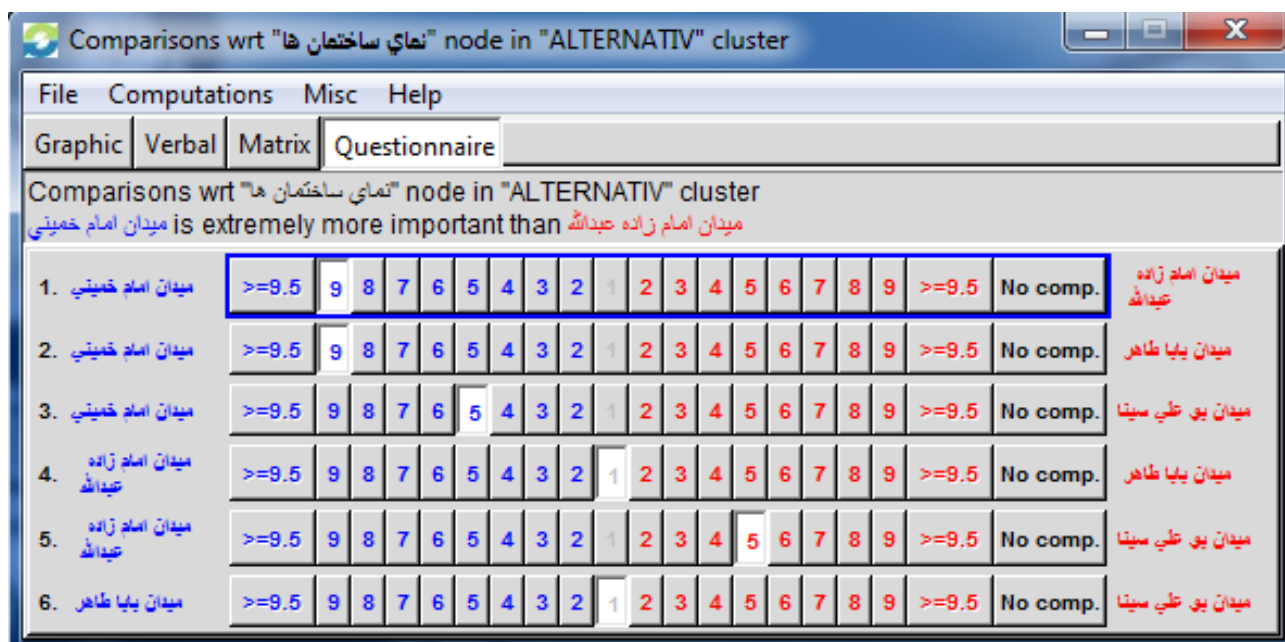 Comparisons wrt "نماي ساختمان ها" node in "ALTERNATIV" cluster
File Computations Misc Help
Graphic Verbal Matrix Questionnaire
Comparisons wrt "نماي ساختمان ها" node in "ALTERNATIV" cluster
ميدان امام خميني is extremely more important than ميدان امام زاده عبدالله
1. ميدان امام خميني >=9.5 9 8 7 6 5 4 3 2 1 2 3 4 5 6 7 8 9 >=9.5 No comp. ميدان امام زاده
عبدالله
2. ميدان امام خميني >=9.5 9 8 7 6 5 4 3 2 1 2 3 4 5 6 7 8 9 >=9.5 No comp. ميدان بابا طاهر
3. ميدان امام خميني >=9.5 9 8 7 6 5 4 3 2 1 2 3 4 5 6 7 8 9 >=9.5 No comp. ميدان بو علي سينا
4. ميدان امام زاده
عبدالله >=9.5 9 8 7 6 5 4 3 2 1 2 3 4 5 6 7 8 9 >=9.5 No comp. ميدان بابا طاهر
5. ميدان امام زاده
عبدالله >=9.5 9 8 7 6 5 4 3 2 1 2 3 4 5 6 7 8 9 >=9.5 No comp. ميدان بو علي سينا
6. ميدان بابا طاهر >=9.5 9 8 7 6 5 4 3 2 1 2 3 4 5 6 7 8 9 >=9.5 No comp. ميدان بو علي سينا